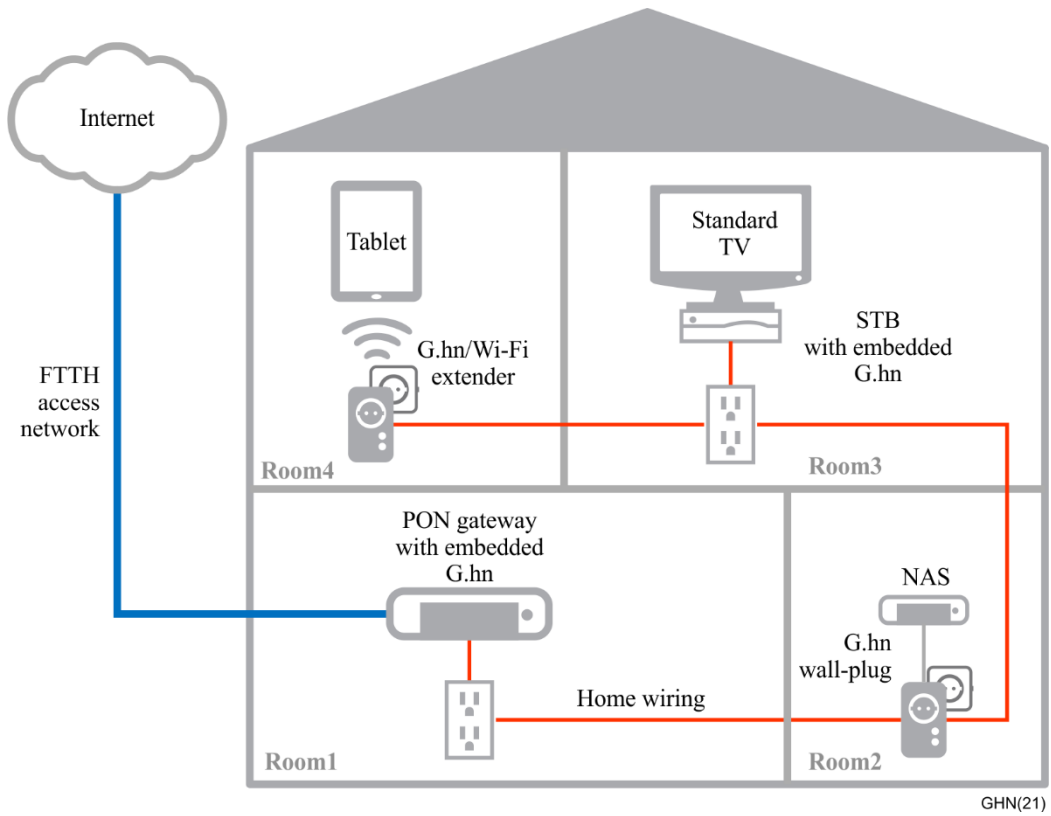 Internet
FTTH
access
network
Tablet
G.hn/Wi-Fi
extender
Room4
Standard
TV
STB
with embedded
G.hn
Room3
PON gateway
with embedded
G.hn
Home wiring
Room1
NAS
G.hn
wall-plug
Room2
GHN(21)